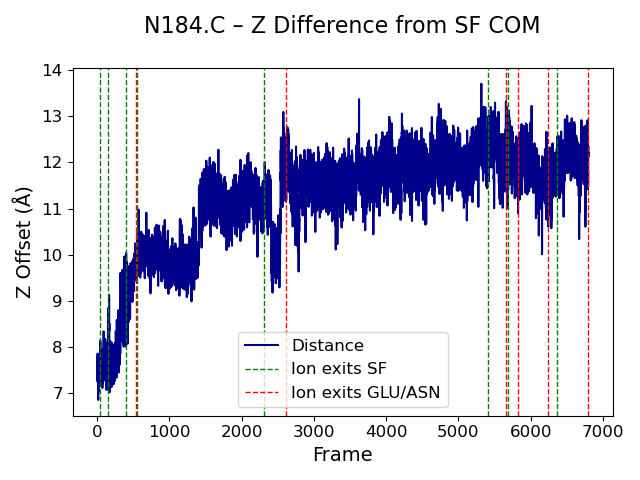 N184.C – Z Difference from SF COM
Z Offset (Å)
14
13
12
11
10
9
8
7
Distance
Ion exits SF
Ion exits GLU/ASN
0 1000 2000 3000 4000 5000 6000 7000
Frame